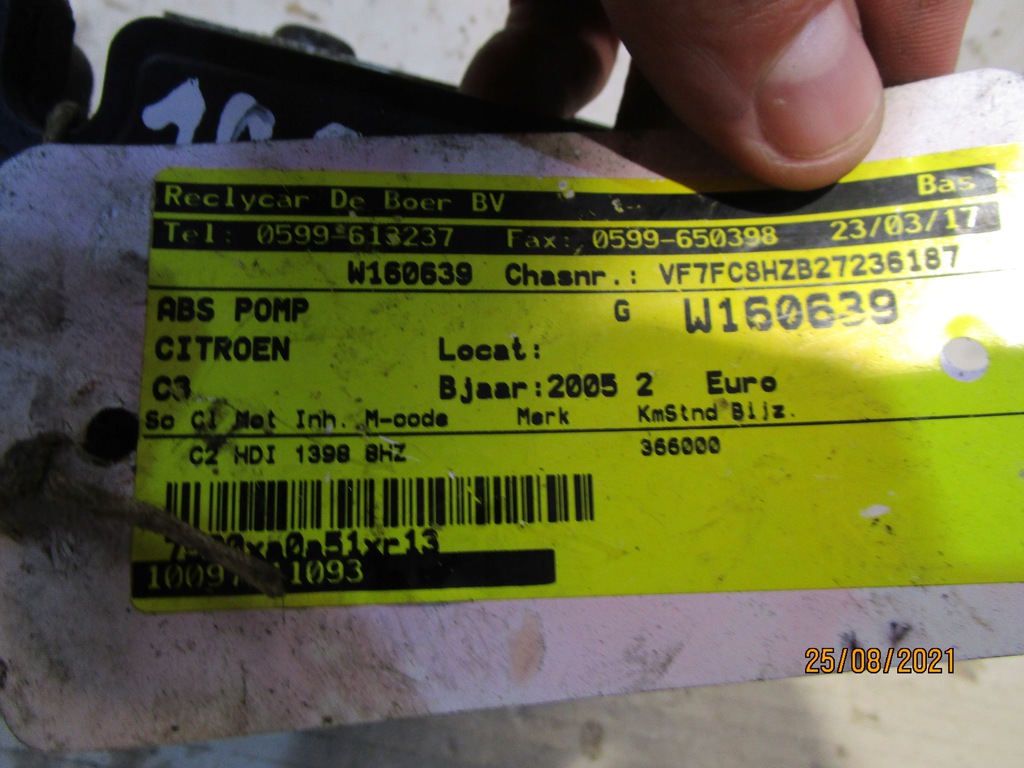 Reclycar De Boer BV Bas
Tel: 0599-613237 Fax: 0599-650398 23/03/17
W160639 Chasnr.: VF7FC8HZB27236187
ABS POMP G W160639
CITROEN Locat:
C3 Bjaar:2005 2 Euro
So Cl Mot Inh. M-oode Merk KmStnd Bijz.
C2 HDI 1398 8HZ 366000
25/08/2021